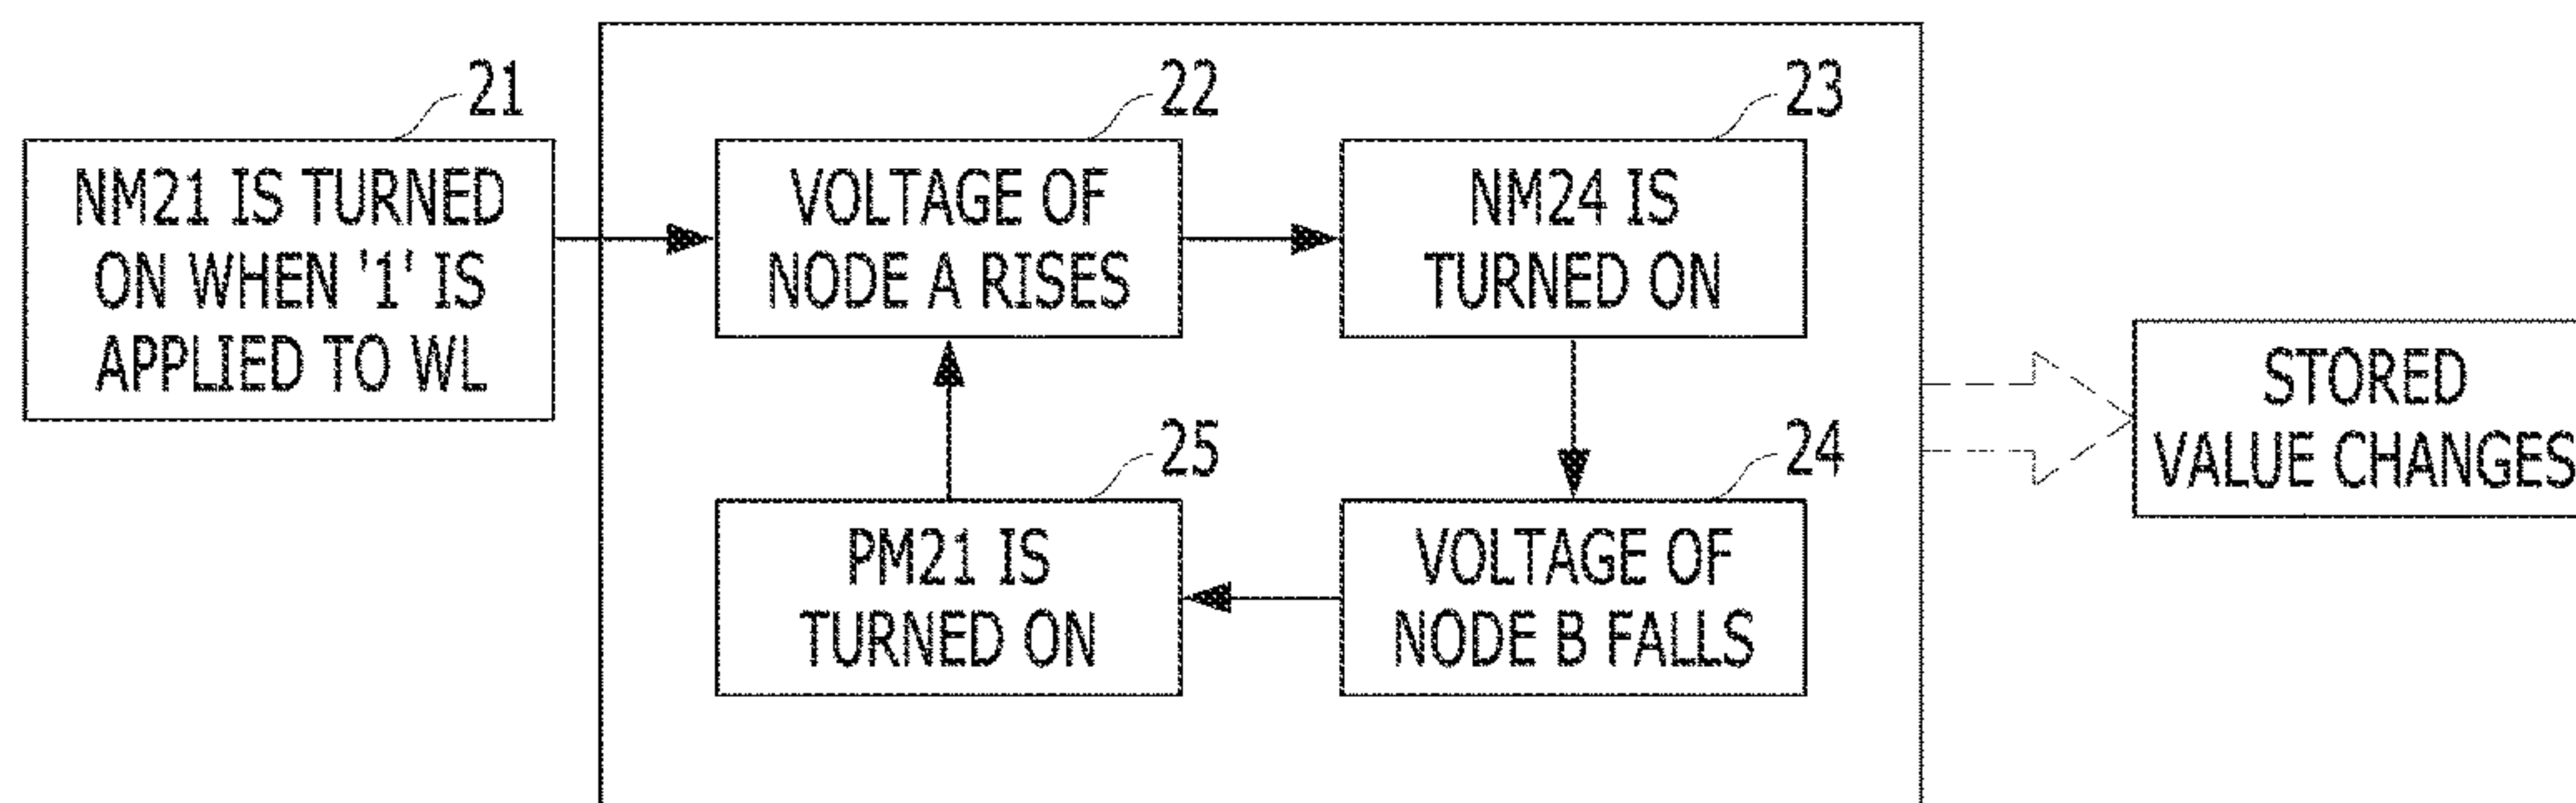 21
NM21 IS TURNED
ON WHEN '1' IS
APPLIED TO WL
22
VOLTAGE OF
NODE A RISES
23
NM24 IS
TURNED ON
25
PM21 IS
TURNED ON
24
VOLTAGE OF
NODE B FALLS
STORED
VALUE CHANGES